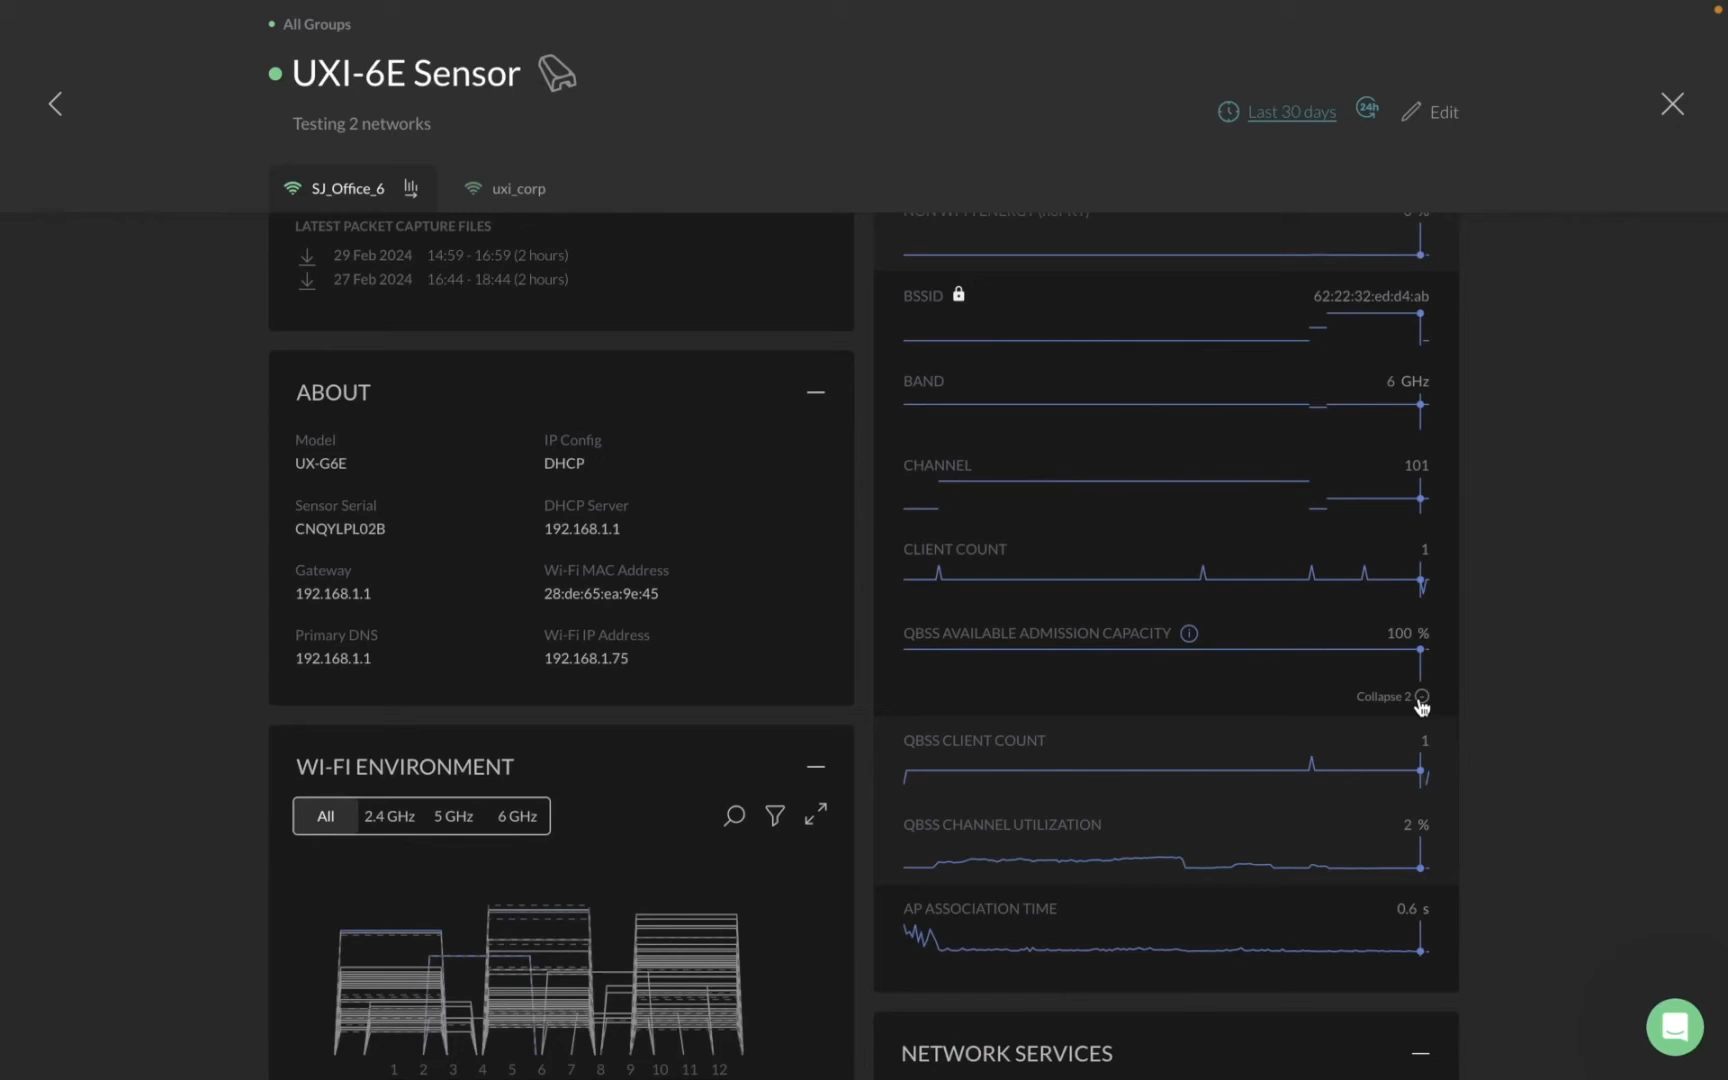 All Groups
UXI-6E Sensor
Testing 2 networks
Last 30 days
24h
Edit
SJ_Office_6
uxi_corp
LATEST PACKET CAPTURE FILES
29 Feb 2024 14:59 - 16:59 (2 hours)
27 Feb 2024 16:44 - 18:44 (2 hours)
ABOUT
Model
UX-G6E
IP Config
DHCP
Sensor Serial
CNQYLPL02B
DHCP Server
192.168.1.1
Gateway
192.168.1.1
Wi-Fi MAC Address
28:de:65:ea:9e:45
Primary DNS
192.168.1.1
Wi-Fi IP Address
192.168.1.75
WI-FI ENVIRONMENT
All 2.4 GHz 5 GHz 6 GHz
1 2 3 4 5 6 7 8 9 10 11 12
BSSID 62:22:32:ed:d4:ab
BAND 6 GHz
CHANNEL 101
CLIENT COUNT 1
QBSS AVAILABLE ADMISSION CAPACITY 100 %
Collapse 2
QBSS CLIENT COUNT 1
QBSS CHANNEL UTILIZATION 2 %
AP ASSOCIATION TIME 0.6 s
NETWORK SERVICES